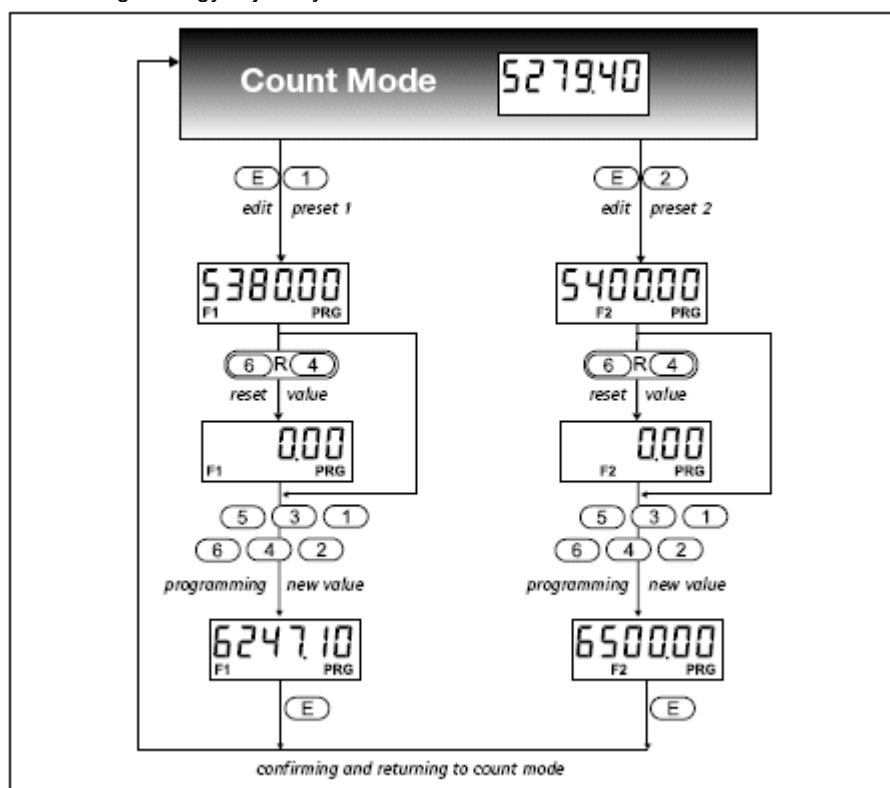 Count Mode 5279.40
E 1 E 2
edit preset 1 edit preset 2
5380.00 5400.00
F1 PRG F2 PRG
6 R 4 6 R 4
reset value reset value
0.00 0.00
F1 PRG F2 PRG
5 3 1 5 3 1
6 4 2 6 4 2
programming new value programming new value
6247.10 6500.00
F1 PRG F2 PRG
E E
confirming and returning to count mode